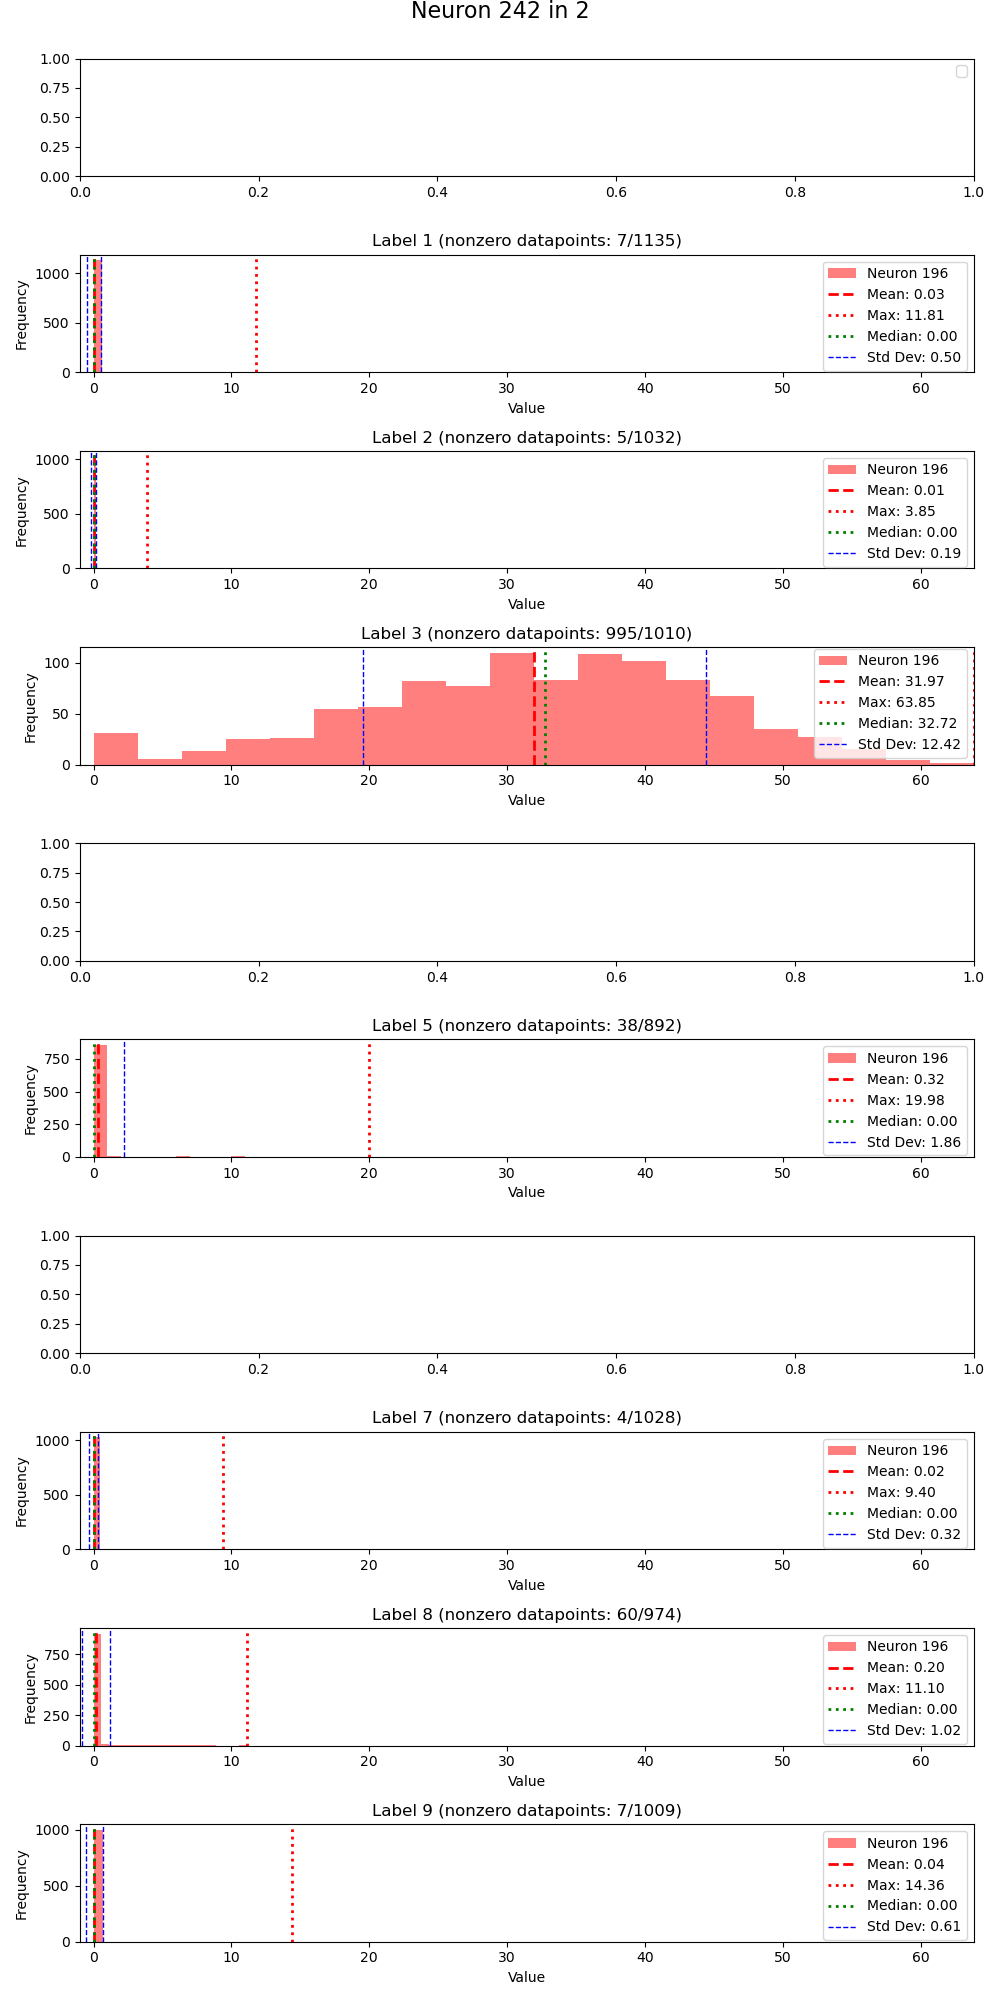 Neuron 242 in 2
1.00
0.75
0.50
0.25
0.00
0.0 0.2 0.4 0.6 0.8 1.0
Label 1 (nonzero datapoints: 7/1135)
Frequency
1000
500
0
Neuron 196
Mean: 0.03
Max: 11.81
Median: 0.00
Std Dev: 0.50
0 10 20 30 40 50 60
Value
Label 2 (nonzero datapoints: 5/1032)
Frequency
1000
500
0
Neuron 196
Mean: 0.01
Max: 3.85
Median: 0.00
Std Dev: 0.19
0 10 20 30 40 50 60
Value
Label 3 (nonzero datapoints: 995/1010)
Frequency
100
50
0
Neuron 196
Mean: 31.97
Max: 63.85
Median: 32.72
Std Dev: 12.42
0 10 20 30 40 50 60
Value
1.00
0.75
0.50
0.25
0.00
0.0 0.2 0.4 0.6 0.8 1.0
Label 5 (nonzero datapoints: 38/892)
Frequency
750
500
250
0
Neuron 196
Mean: 0.32
Max: 19.98
Median: 0.00
Std Dev: 1.86
0 10 20 30 40 50 60
Value
1.00
0.75
0.50
0.25
0.00
0.0 0.2 0.4 0.6 0.8 1.0
Label 7 (nonzero datapoints: 4/1028)
Frequency
1000
500
0
Neuron 196
Mean: 0.02
Max: 9.40
Median: 0.00
Std Dev: 0.32
0 10 20 30 40 50 60
Value
Label 8 (nonzero datapoints: 60/974)
Frequency
750
500
250
0
Neuron 196
Mean: 0.20
Max: 11.10
Median: 0.00
Std Dev: 1.02
0 10 20 30 40 50 60
Value
Label 9 (nonzero datapoints: 7/1009)
Frequency
1000
500
0
Neuron 196
Mean: 0.04
Max: 14.36
Median: 0.00
Std Dev: 0.61
0 10 20 30 40 50 60
Value